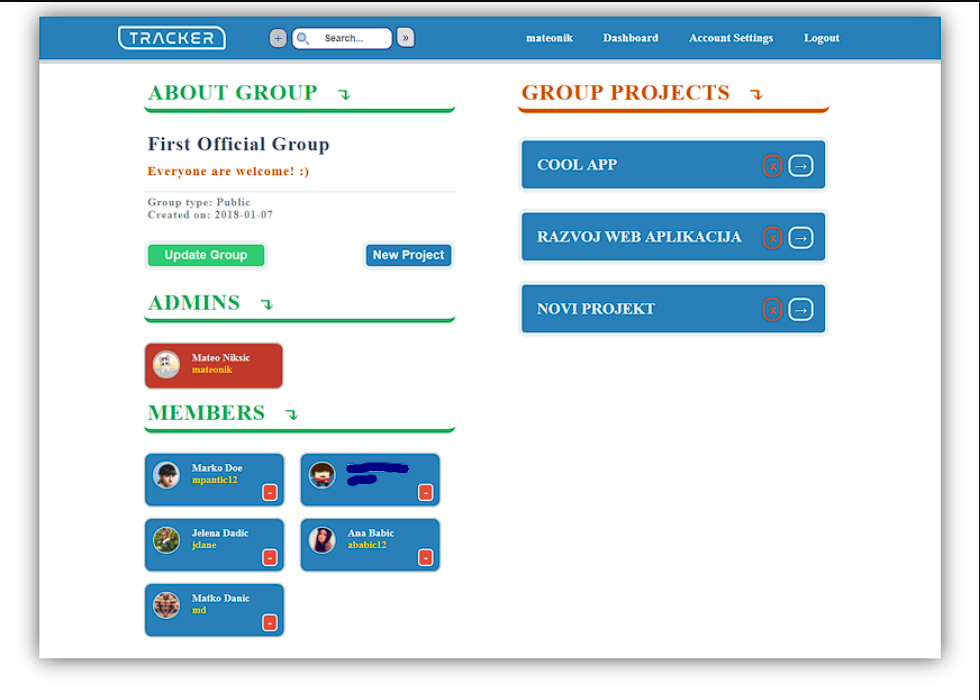 TRACKER
+
Search...
»
mateonik
Dashboard
Account Settings
Logout
ABOUT GROUP
First Official Group
Everyone are welcome! :)
Group type: Public
Created on: 2018-01-07
Update Group
New Project
ADMINS
Mateo Niksic
mateonik
MEMBERS
Marko Doe
mpantic12
-
-
Jelena Dadic
jdane
-
Ana Babic
ababic12
-
Matko Danic
md
-
GROUP PROJECTS
COOL APP
x
→
RAZVOJ WEB APLIKACIJA
x
→
NOVI PROJEKT
x
→